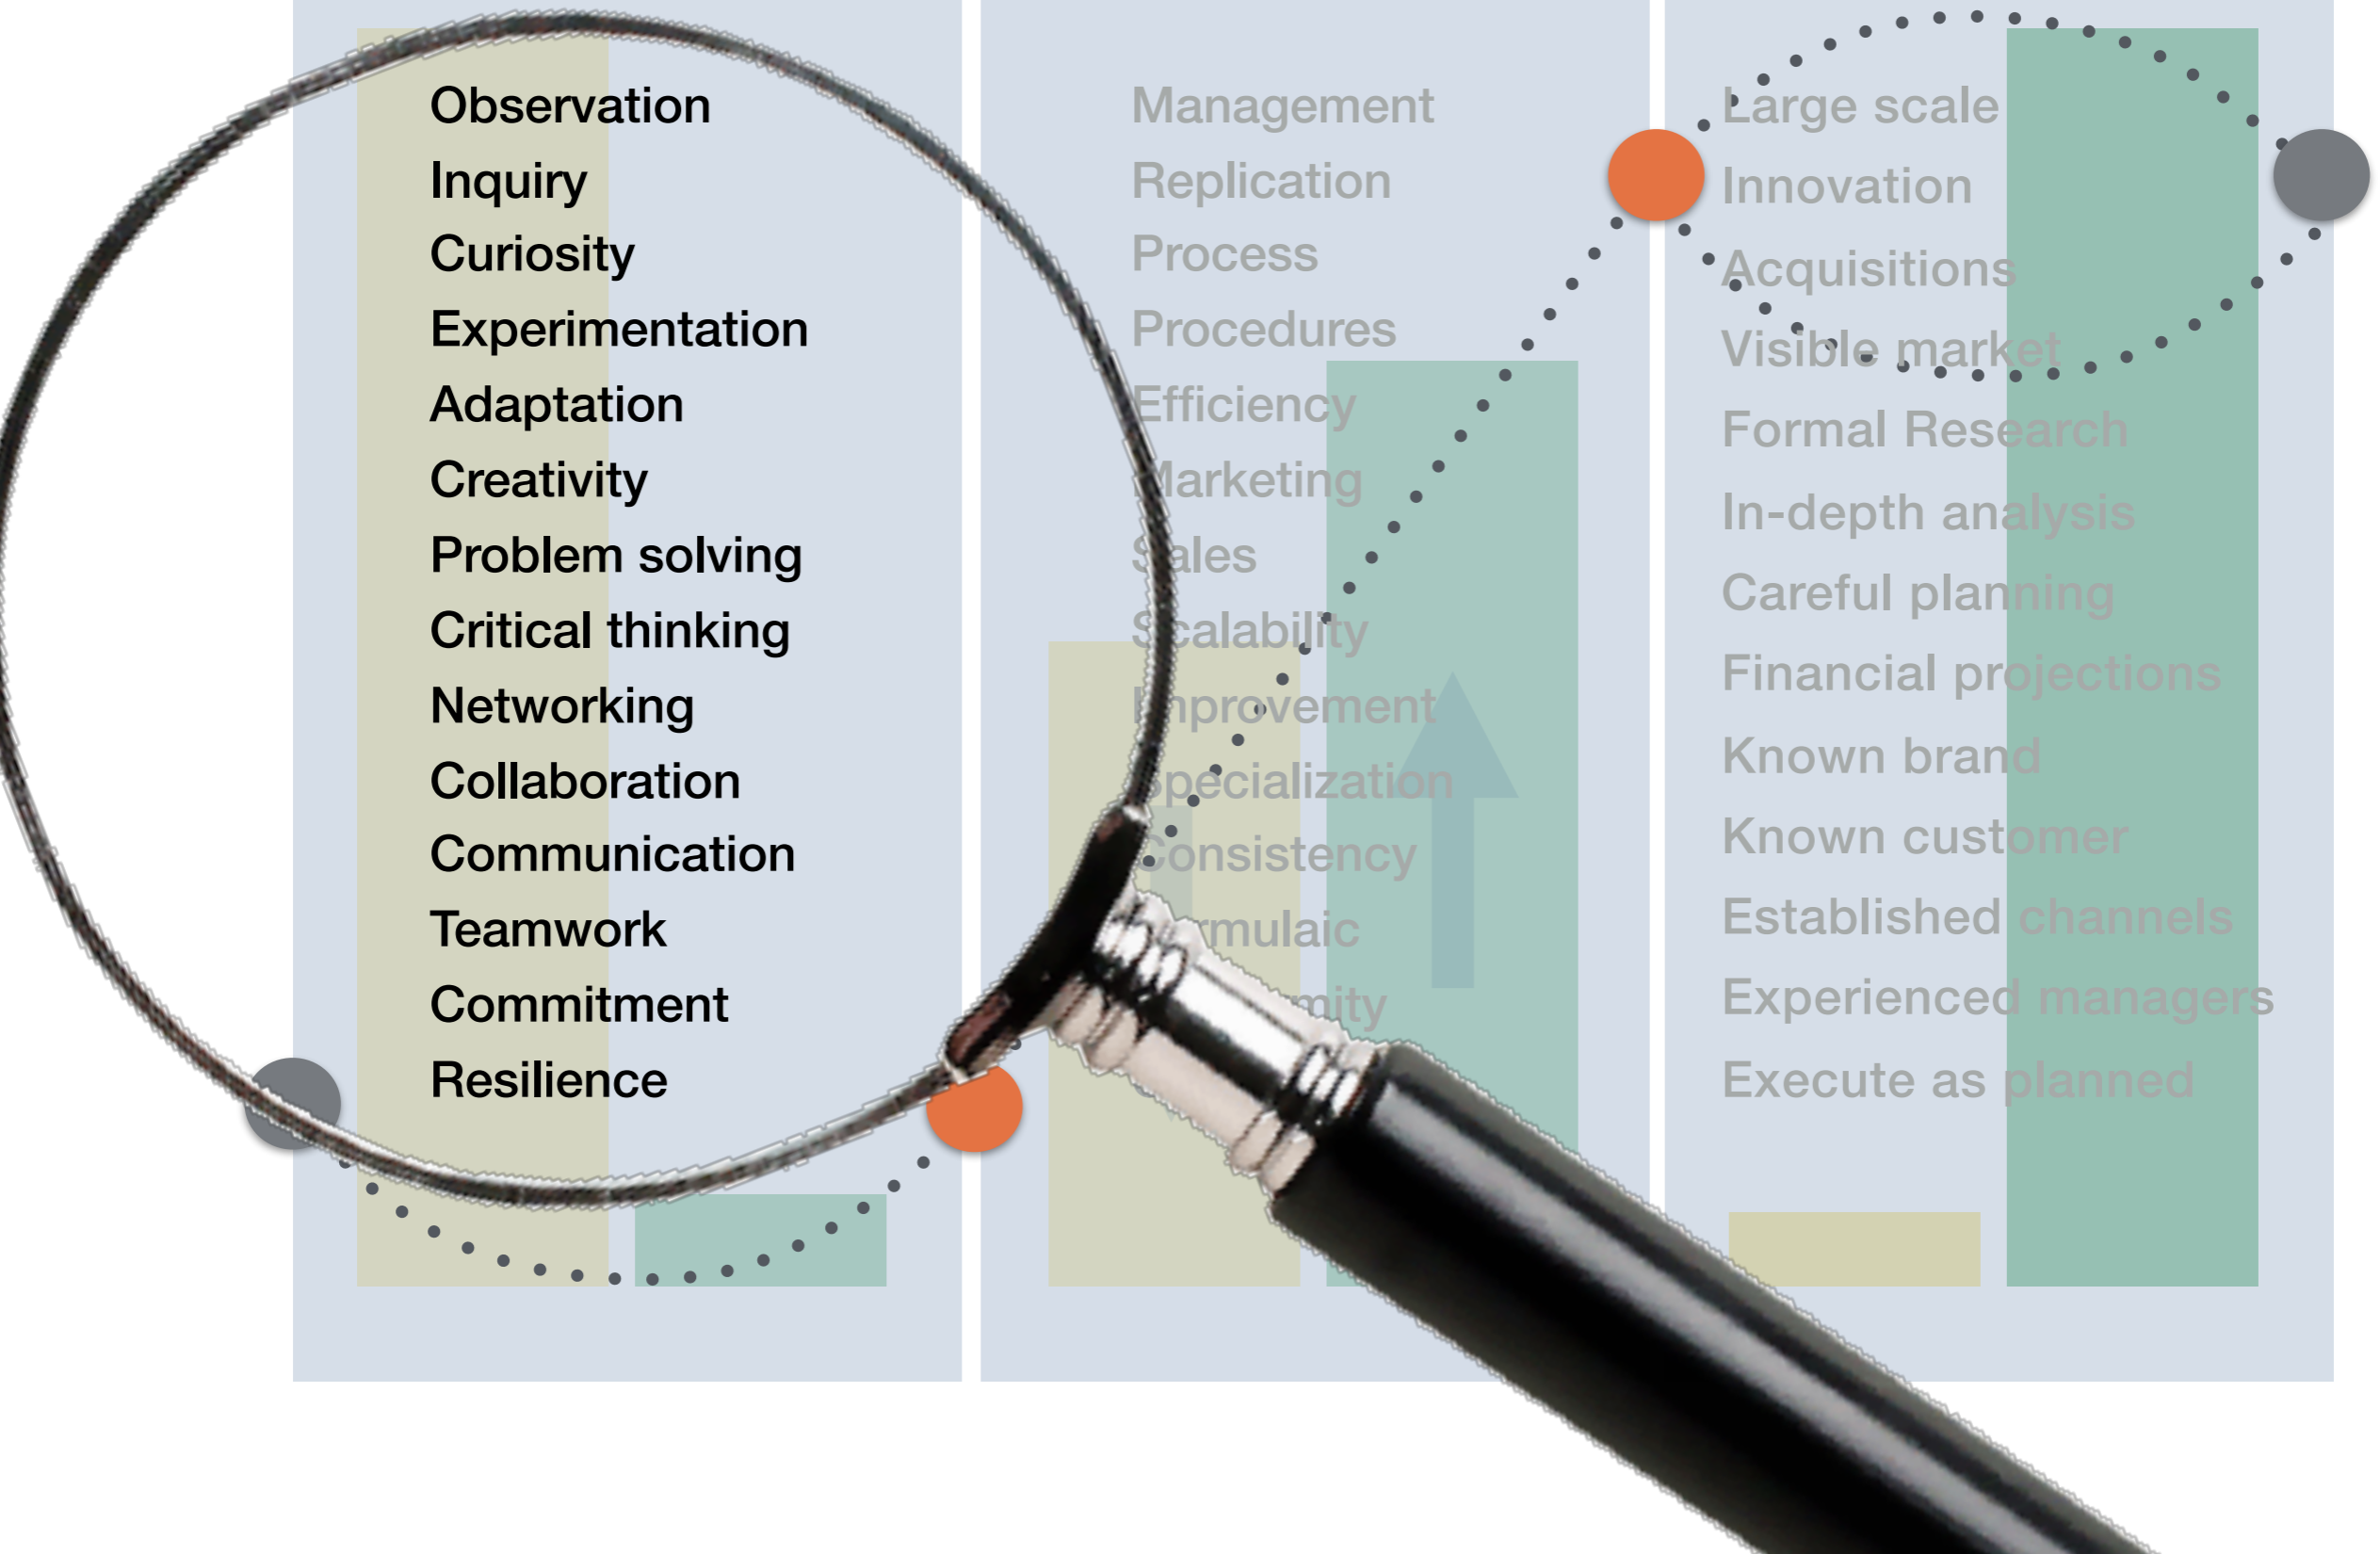 Observation
Inquiry
Curiosity
Experimentation
Adaptation
Creativity
Problem solving
Critical thinking
Networking
Collaboration
Communication
Teamwork
Commitment
Resilience
Management
Replication
Process
Procedures
Efficiency
Marketing
Sales
Scalability
Improvement
Specialization
Consistency
Large scale
Innovation
Acquisitions
Visible market
Formal Research
In-depth analysis
Careful planning
Financial projections
Known brand
Known customer
Established channels
Experienced managers
Execute as planned